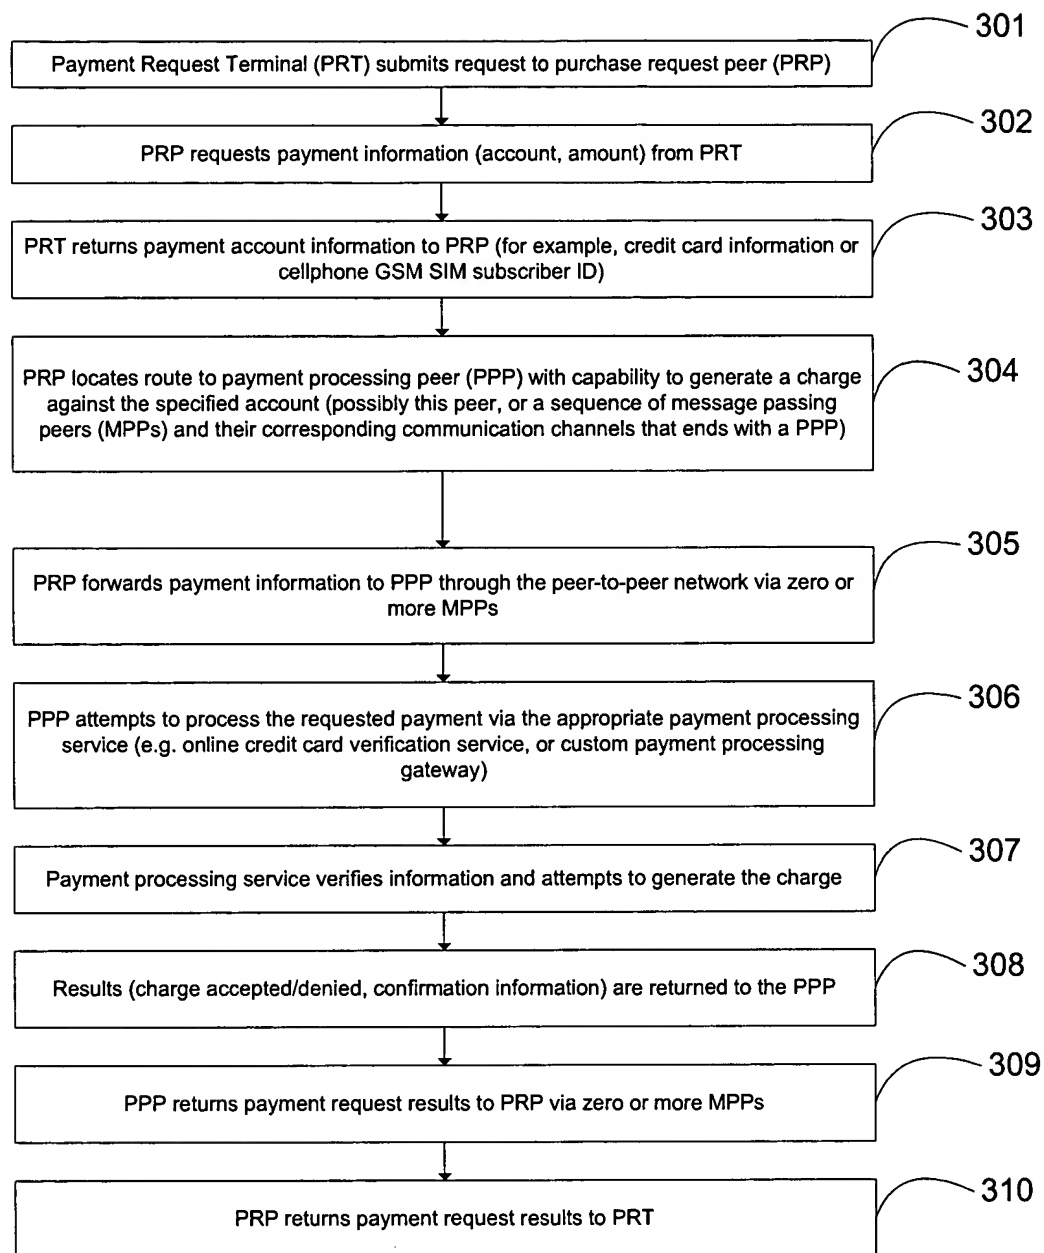 301
Payment Request Terminal (PRT) submits request to purchase request peer (PRP)
302
PRP requests payment information (account, amount) from PRT
303
PRT returns payment account information to PRP (for example, credit card information or
cellphone GSM SIM subscriber ID)
304
PRP locates route to payment processing peer (PPP) with capability to generate a charge
against the specified account (possibly this peer, or a sequence of message passing
peers (MPPs) and their corresponding communication channels that ends with a PPP)
305
PRP forwards payment information to PPP through the peer-to-peer network via zero or
more MPPs
306
PPP attempts to process the requested payment via the appropriate payment processing
service (e.g. online credit card verification service, or custom payment processing
gateway)
307
Payment processing service verifies information and attempts to generate the charge
308
Results (charge accepted/denied, confirmation information) are returned to the PPP
309
PPP returns payment request results to PRP via zero or more MPPs
310
PRP returns payment request results to PRT